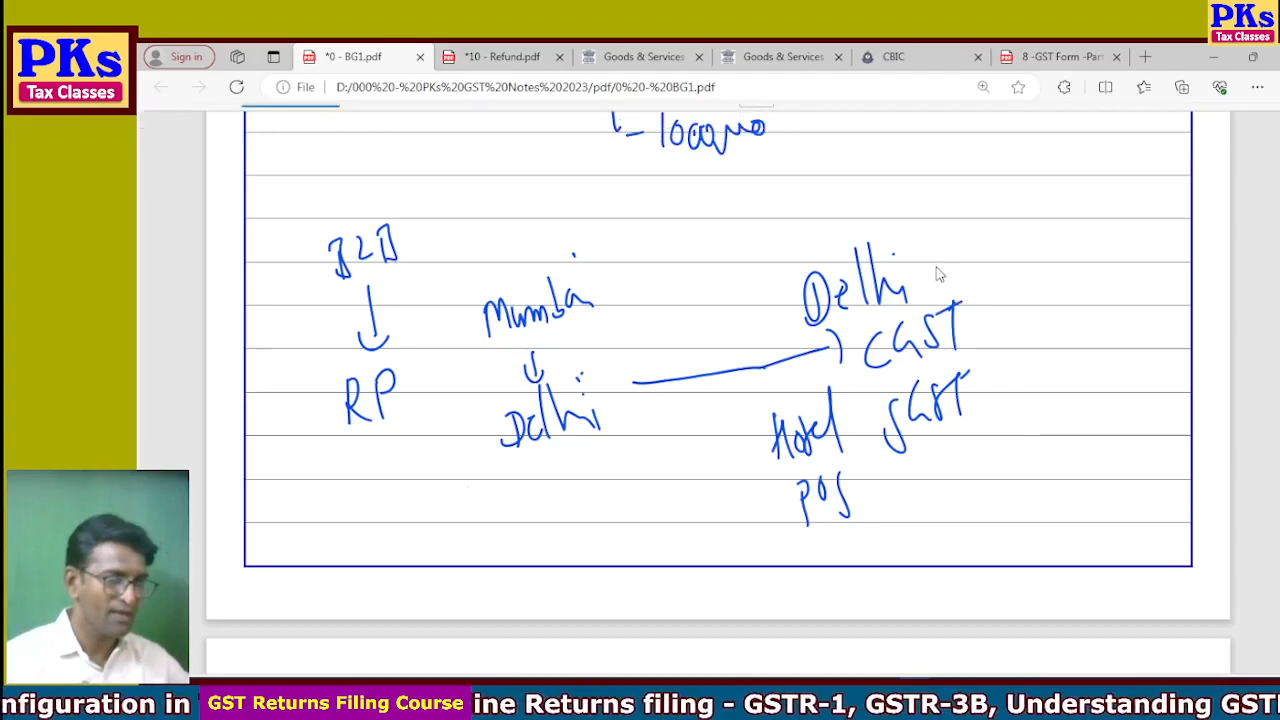 PKs
Tax Classes
PKs
Tax Classes
Sign in
*0 - BG1.pdf
*10 - Refund.pdf
Goods & Services
Goods & Services
CBIC
8 -GST Form -Part
File
D:/000%20-%20PKs%20GST%20Notes%202023/pdf/0%20-%20BG1.pdf
B2B
Mumbai
Delhi
CGST
RP
Delhi
Hotel
SGST
POS
nfiguration in
GST Returns Filing Course
ine Returns filing - GSTR-1, GSTR-3B, Understanding GST